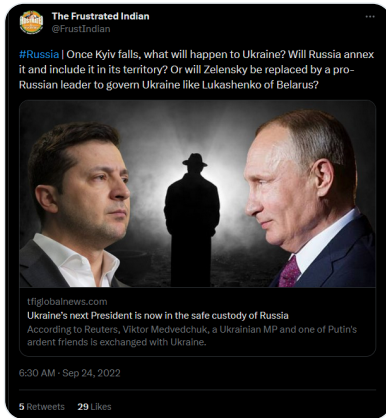 The Frustrated Indian
@FrustIndian
#Russia | Once Kyiv falls, what will happen to Ukraine? Will Russia annex
it and include it in its territory? Or will Zelensky be replaced by a pro-
Russian leader to govern Ukraine like Lukashenko of Belarus?
tfiglobalnews.com
Ukraine's next President is now in the safe custody of Russia
According to Reuters, Viktor Medvedchuk, a Ukrainian MP and one of Putin's
ardent friends is exchanged with Ukraine.
6:30 AM · Sep 24, 2022
5 Retweets 29 Likes